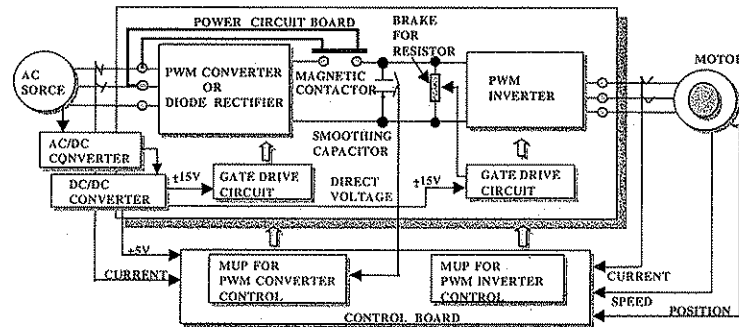 POWER CIRCUIT BOARD
BRAKE
FOR
RESISTOR
MOTOR
AC
SORCE
PWM CONVERTER
OR
DIODE RECTIFIER
MAGNETIC
CONTACTOR
PWM
INVERTER
SMOOTHING
CAPACITOR
AC/DC
CONVERTER
DC/DC
CONVERTER
±15V
GATE DRIVE
CIRCUIT
DIRECT
VOLTAGE
±15V
GATE DRIVE
CIRCUIT
+5V
CURRENT
MUP FOR
PWM CONVERTER
CONTROL
MUP FOR
PWM INVERTER
CONTROL
CURRENT
SPEED
POSITION
CONTROL BOARD